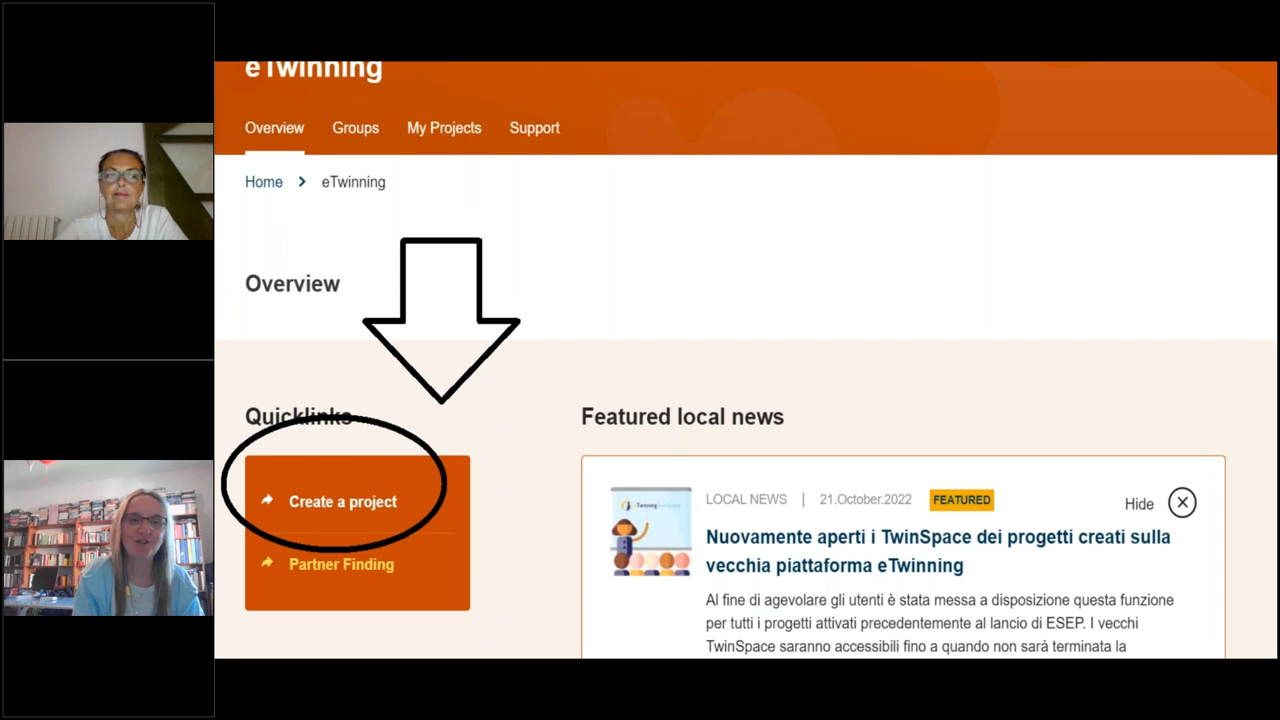 eTwinning
Overview Groups My Projects Support
Home eTwinning
Overview
Quicklinks
Create a project
Partner Finding
Featured local news
LOCAL NEWS | 21.October.2022 FEATURED
Hide
Nuovamente aperti i TwinSpace dei progetti creati sulla
vecchia piattaforma eTwinning
Al fine di agevolare gli utenti è stata messa a disposizione questa funzione
per tutti i progetti attivati precedentemente al lancio di ESEP. I vecchi
TwinSpace saranno accessibili fino a quando non sarà terminata la